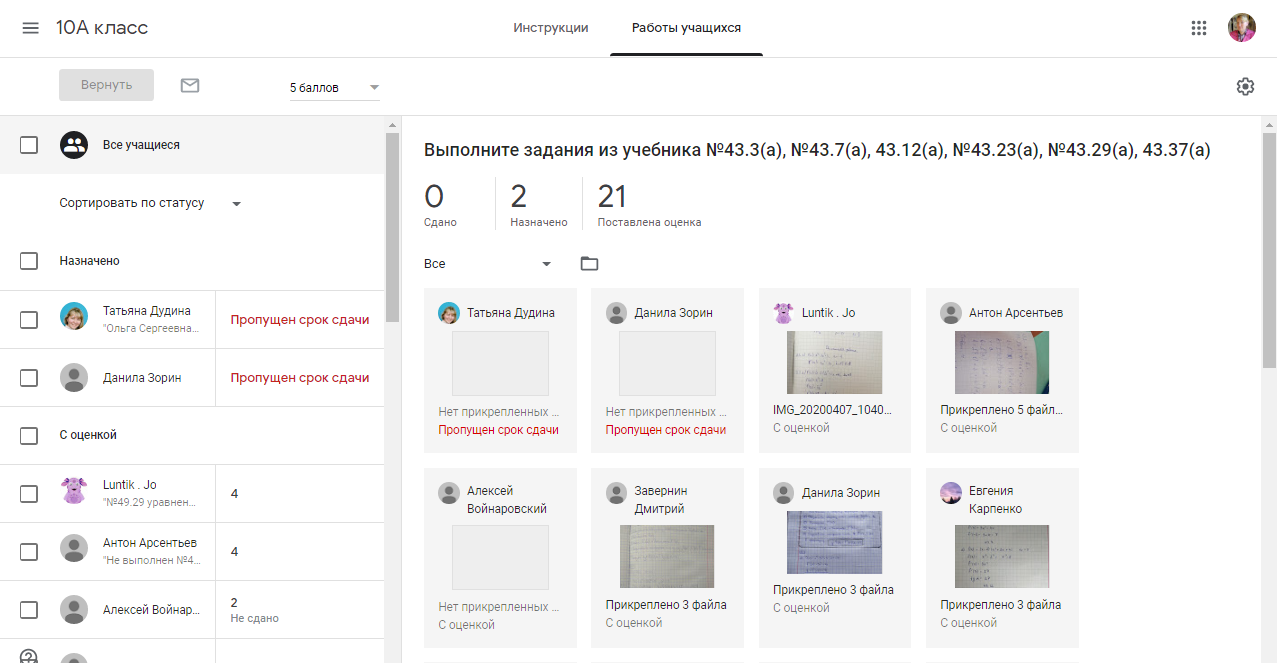 10А класс
Инструкции
Работы учащихся
Вернуть
5 баллов
Все учащиеся
Сортировать по статусу
Назначено
Татьяна Дудина
"Ольга Сергеевна...
Пропущен срок сдачи
Данила Зорин
Пропущен срок сдачи
С оценкой
Luntik . Jo
"№49.29 уравнен...
4
Антон Арсентьев
"Не выполнен №4...
4
Алексей Войнар...
2
Не сдано
Выполните задания из учебника №43.3(а), №43.7(а), 43.12(а), №43.23(а), №43.29(а), 43.37(а)
0
Сдано
2
Назначено
21
Поставлена оценка
Все
Татьяна Дудина
Нет прикрепленных ...
Пропущен срок сдачи
Данила Зорин
Нет прикрепленных ...
Пропущен срок сдачи
Luntik . Jo
IMG_20200407_1040...
С оценкой
Антон Арсентьев
Прикреплено 5 файл...
С оценкой
Алексей
Войнаровский
Нет прикрепленных ...
С оценкой
Завернин
Дмитрий
Прикреплено 3 файла
С оценкой
Данила Зорин
Прикреплено 3 файла
С оценкой
Евгения
Карпенко
Прикреплено 3 файла
С оценкой